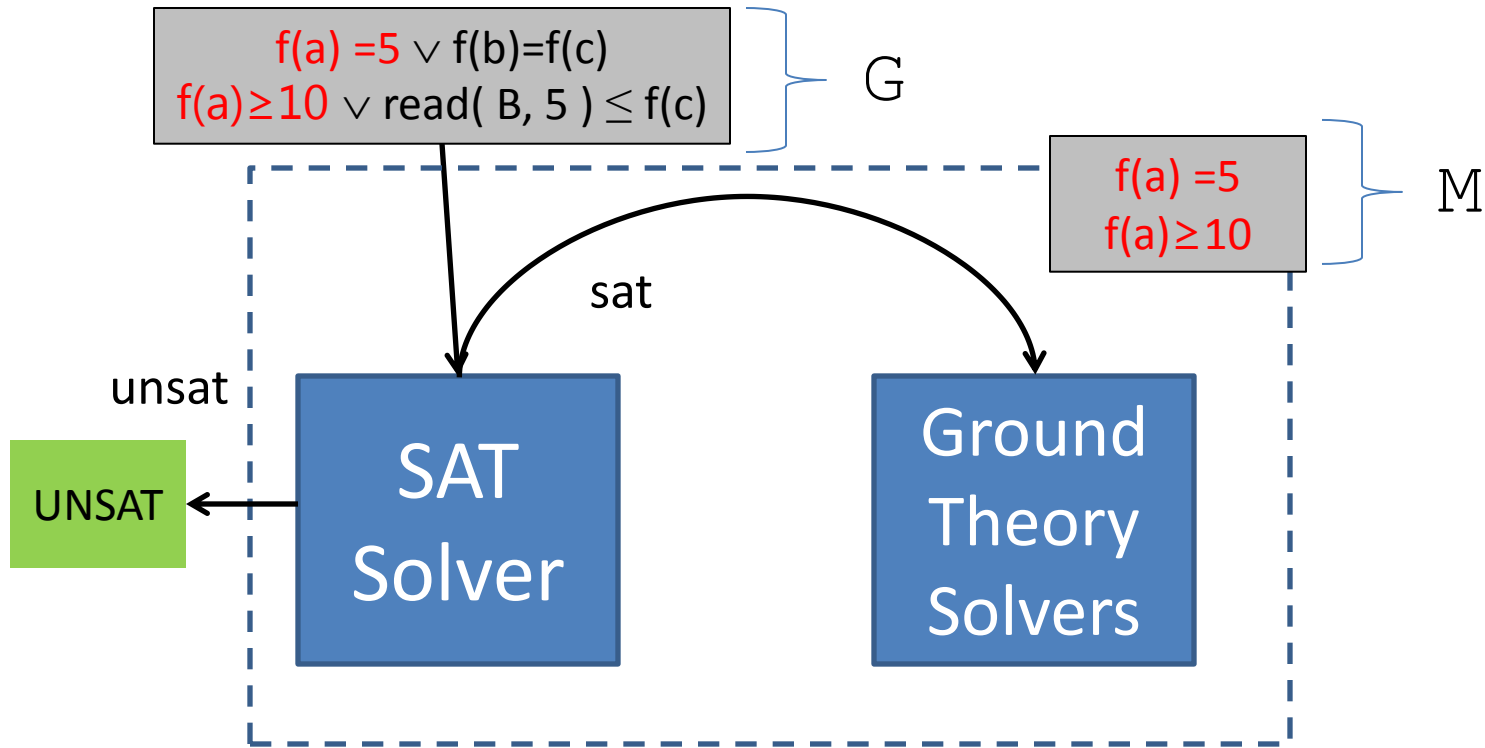 f(a) =5 ∨ f(b)=f(c)
f(a)≥10 ∨ read( B, 5 ) ≤ f(c)
G
f(a) =5
f(a)≥10
M
sat
unsat
UNSAT
SAT
Solver
Ground
Theory
Solvers